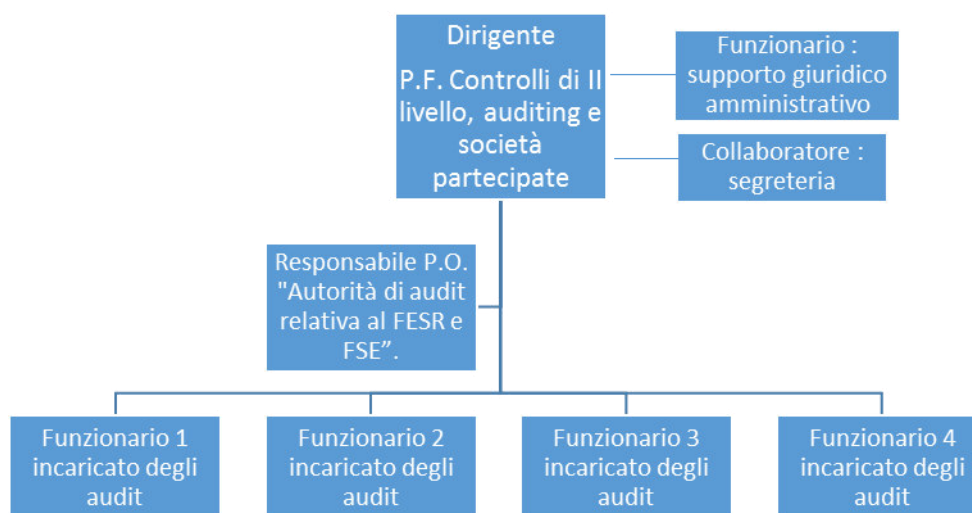 Dirigente
P.F. Controlli di II
livello, auditing e
società
partecipate
Funzionario :
supporto giuridico
amministrativo
Collaboratore :
segreteria
Responsabile P.O.
"Autorità di audit
relativa al FESR e
FSE”.
Funzionario 1
incaricato degli
audit
Funzionario 2
incaricato degli
audit
Funzionario 3
incaricato degli
audit
Funzionario 4
incaricato degli
audit